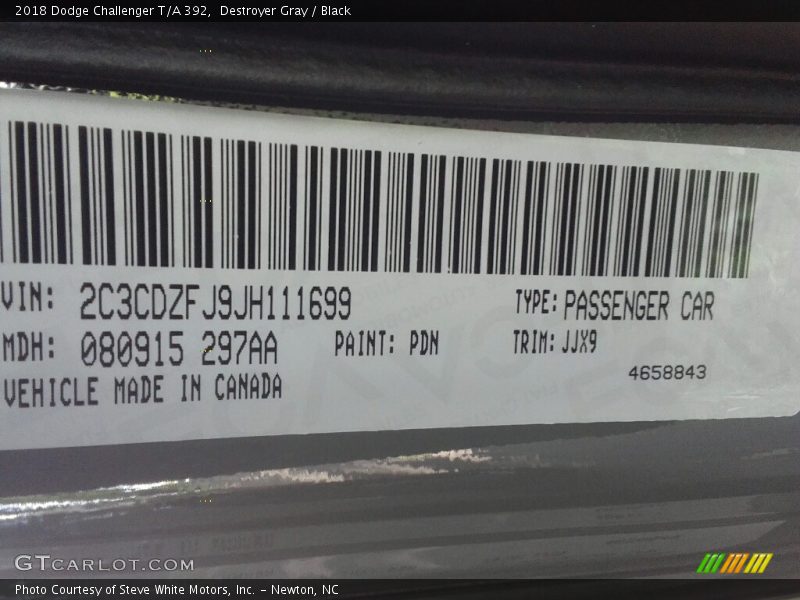 2018 Dodge Challenger T/A 392, Destroyer Gray / Black
VIN: 2C3CDZFJ9JH111699 TYPE: PASSENGER CAR
MDH: 080915 297AA PAINT: PDN TRIM: JJX9
VEHICLE MADE IN CANADA 4658843
GTCARLOT.COM
Photo Courtesy of Steve White Motors, Inc. – Newton, NC